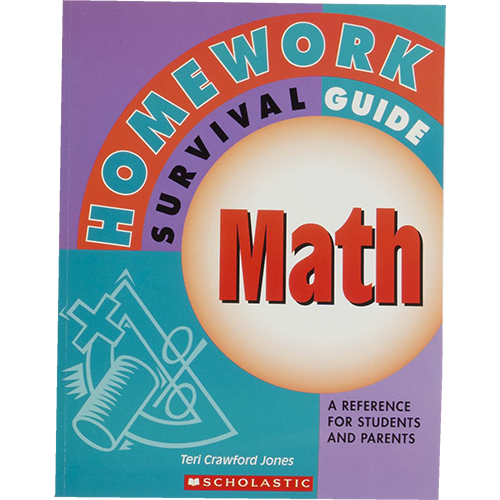 HOMEWORK
SURVIVAL GUIDE
Math
A REFERENCE
FOR STUDENTS
AND PARENTS
Teri Crawford Jones
SCHOLASTIC